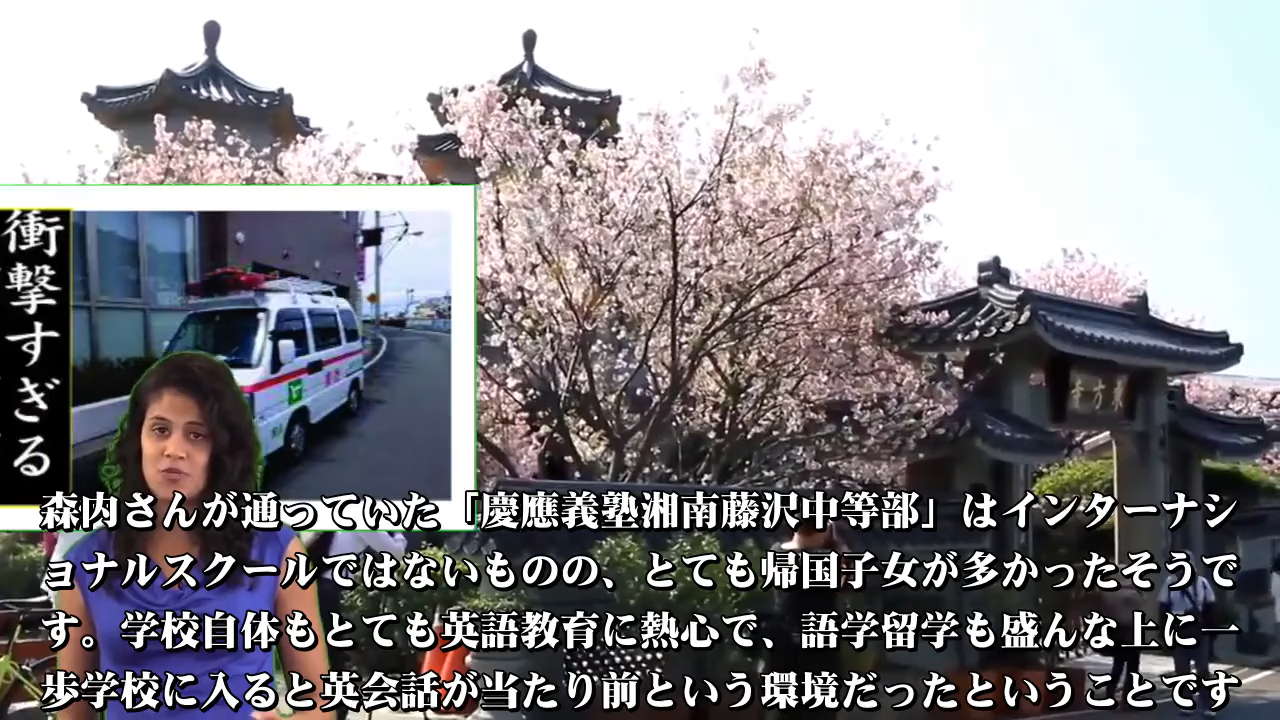 衝撃すぎる
東方寺
森内さんが通っていた「慶應義塾湘南藤沢中等部」はインターナシ
ョナルスクールではないものの、とても帰国子女が多かったそうで
す。学校自体もとても英語教育に熱心で、語学留学も盛んな上に一
歩学校に入ると英会話が当たり前という環境だったということです